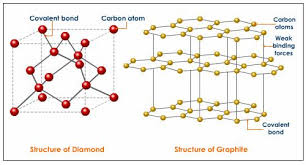 Covalent bond
Carbon atom
Structure of Diamond
Carbon
atoms
Weak
binding
forces
Covalent
bond
Structure of Graphite